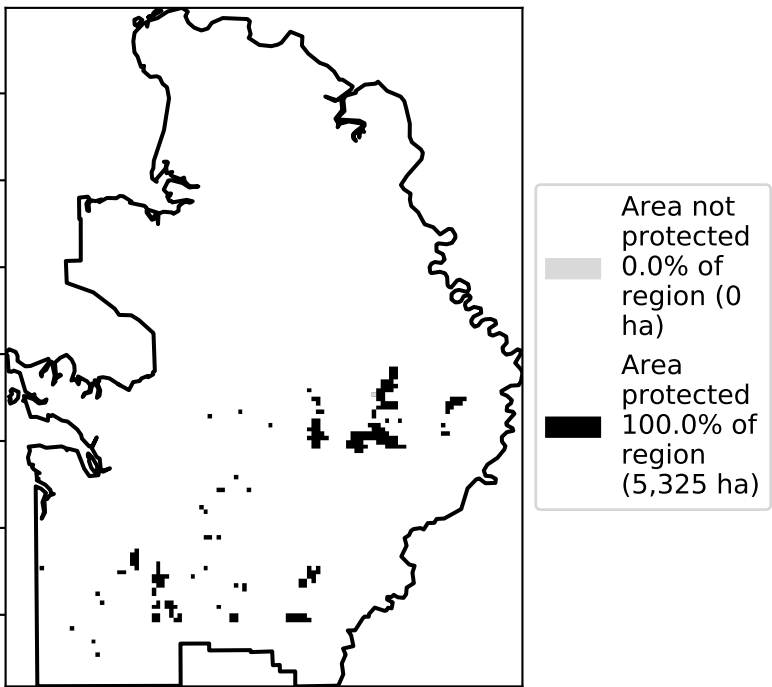 Area not
protected
0.0% of
region (0
ha)
Area
protected
100.0% of
region
(5,325 ha)